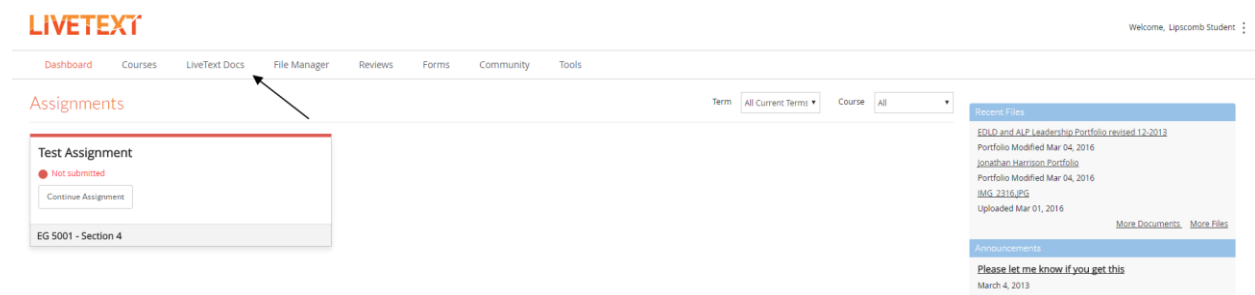 LIVETEXT
Welcome, Lipscomb Student
Dashboard Courses LiveText Docs File Manager Reviews Forms Community Tools
Assignments
Term All Current Terms Course All
Test Assignment
Not submitted
Continue Assignment
EG 5001 - Section 4
Recent Files
EDLD and ALP Leadership Portfolio revised 12-2013
Portfolio Modified Mar 04, 2016
Jonathan Harrison Portfolio
Portfolio Modified Mar 04, 2016
IMG_2316.JPG
Uploaded Mar 01, 2016
More Documents More Files
Announcements
Please let me know if you get this
March 4, 2013